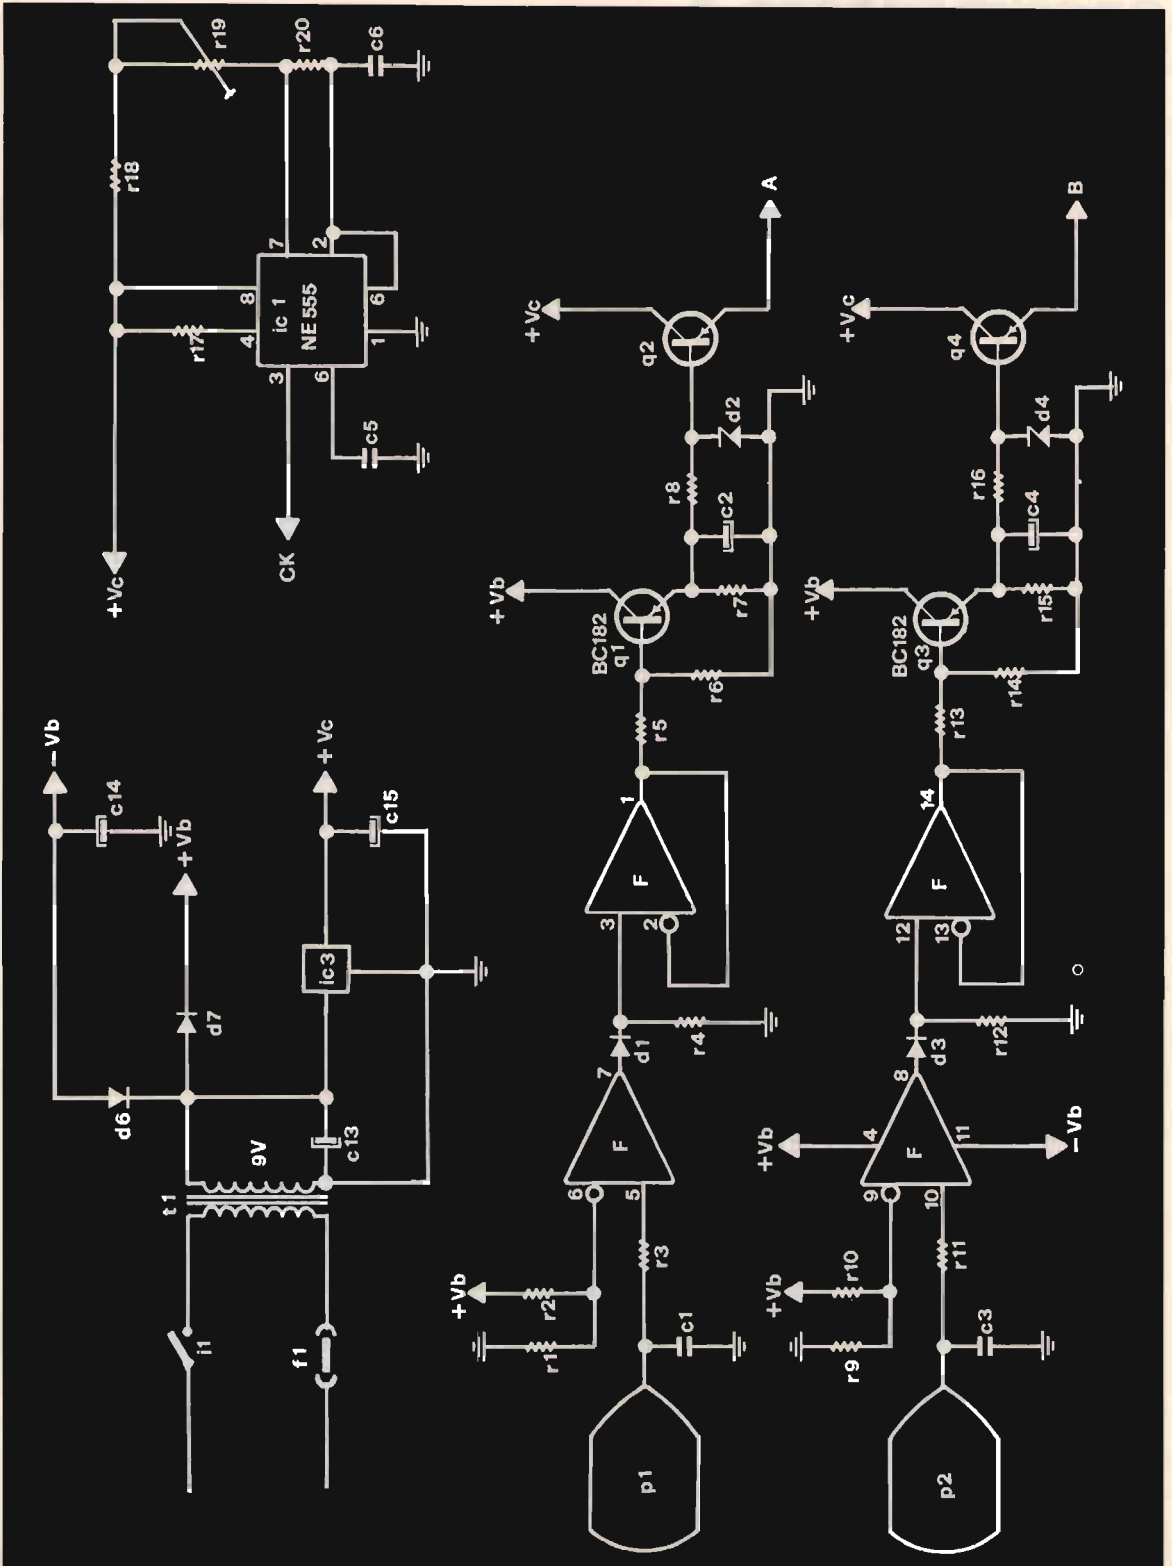 i1
f1
t1
9V
d6
d7
c13
ic3
c14
c15
-Vb
+Vb
+Vc
+Vc
CK
c5
3
6
4
8
r17
ic 1
NE555
1
6
7
2
r18
r19
r20
c6
p1
c1
r1
r2
+Vb
r3
6
5
F
7
d1
r4
3
2
F
1
r5
r6
BC182
q1
+Vb
r7
c2
r8
d2
q2
+Vc
A
p2
c3
r9
r10
+Vb
r11
9
10
F
4
11
+Vb
-Vb
8
d3
r12
12
13
F
14
r13
r14
BC182
q3
+Vb
r15
c4
r16
d4
q4
+Vc
B